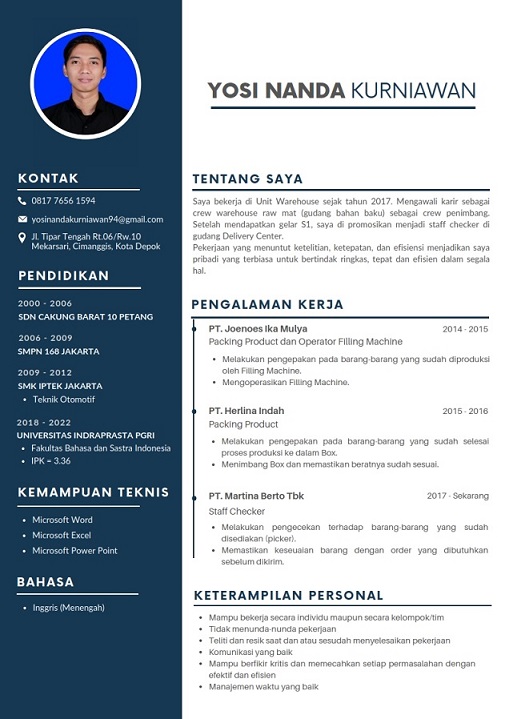 YOSI NANDA KURNIAWAN
KONTAK
0817 7656 1594
yosinandakurniawan94@gmail.com
Jl. Tipar Tengah Rt.06/Rw.10
Mekarsari, Cimanggis, Kota Depok
PENDIDIKAN
2000 - 2006
SDN CAKUNG BARAT 10 PETANG
2006 - 2009
SMPN 168 JAKARTA
2009 - 2012
SMK IPTEK JAKARTA
• Teknik Otomotif
2018 - 2022
UNIVERSITAS INDRAPRASTA PGRI
• Fakultas Bahasa dan Sastra Indonesia
• IPK = 3.36
KEMAMPUAN TEKNIS
• Microsoft Word
• Microsoft Excel
• Microsoft Power Point
BAHASA
• Inggris (Menengah)
TENTANG SAYA
Saya bekerja di Unit Warehouse sejak tahun 2017. Mengawali karir sebagai
crew warehouse raw mat (gudang bahan baku) sebagai crew penimbang.
Setelah mendapatkan gelar S1, saya di promosikan menjadi staff checker di
gudang Delivery Center.
Pekerjaan yang menuntut ketelitian, ketepatan, dan efisiensi menjadikan saya
pribadi yang terbiasa untuk bertindak ringkas, tepat dan efisien dalam segala
hal.
PENGALAMAN KERJA
PT. Joenoes Ika Mulya 2014 - 2015
Packing Product dan Operator Filling Machine
• Melakukan pengepakan pada barang-barang yang sudah diproduksi
oleh Filling Machine.
• Mengoperasikan Filling Machine.
PT. Herlina Indah 2015 - 2016
Packing Product
• Melakukan pengepakan pada barang-barang yang sudah selesai
proses produksi ke dalam Box.
• Menimbang Box dan memastikan beratnya sudah sesuai.
PT. Martina Berto Tbk 2017 - Sekarang
Staff Checker
• Melakukan pengecekan terhadap barang-barang yang sudah
disediakan (picker).
• Memastikan keseuaian barang dengan order yang dibutuhkan
sebelum dikirim.
KETERAMPILAN PERSONAL
• Mampu bekerja secara individu maupun secara kelompok/tim
• Tidak menunda-nunda pekerjaan
• Teliti dan resik saat dan atau sesudah menyelesaikan pekerjaan
• Komunikasi yang baik
• Mampu berfikir kritis dan memecahkan setiap permasalahan dengan
efektif dan efisien
• Manajemen waktu yang baik